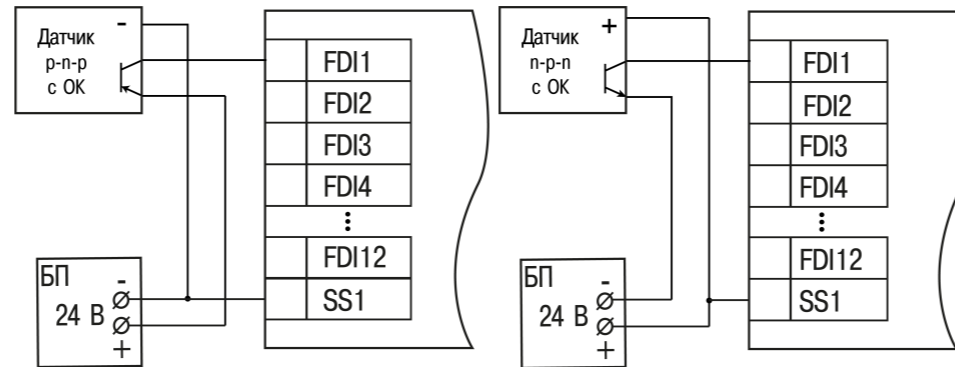 Датчик
p-n-p
с ОК
-
FDI1
FDI2
FDI3
FDI4
FDI12
SS1
БП
-
24 В
+
Датчик
n-p-n
с ОК
+
FDI1
FDI2
FDI3
FDI4
FDI12
SS1
БП
-
24 В
+